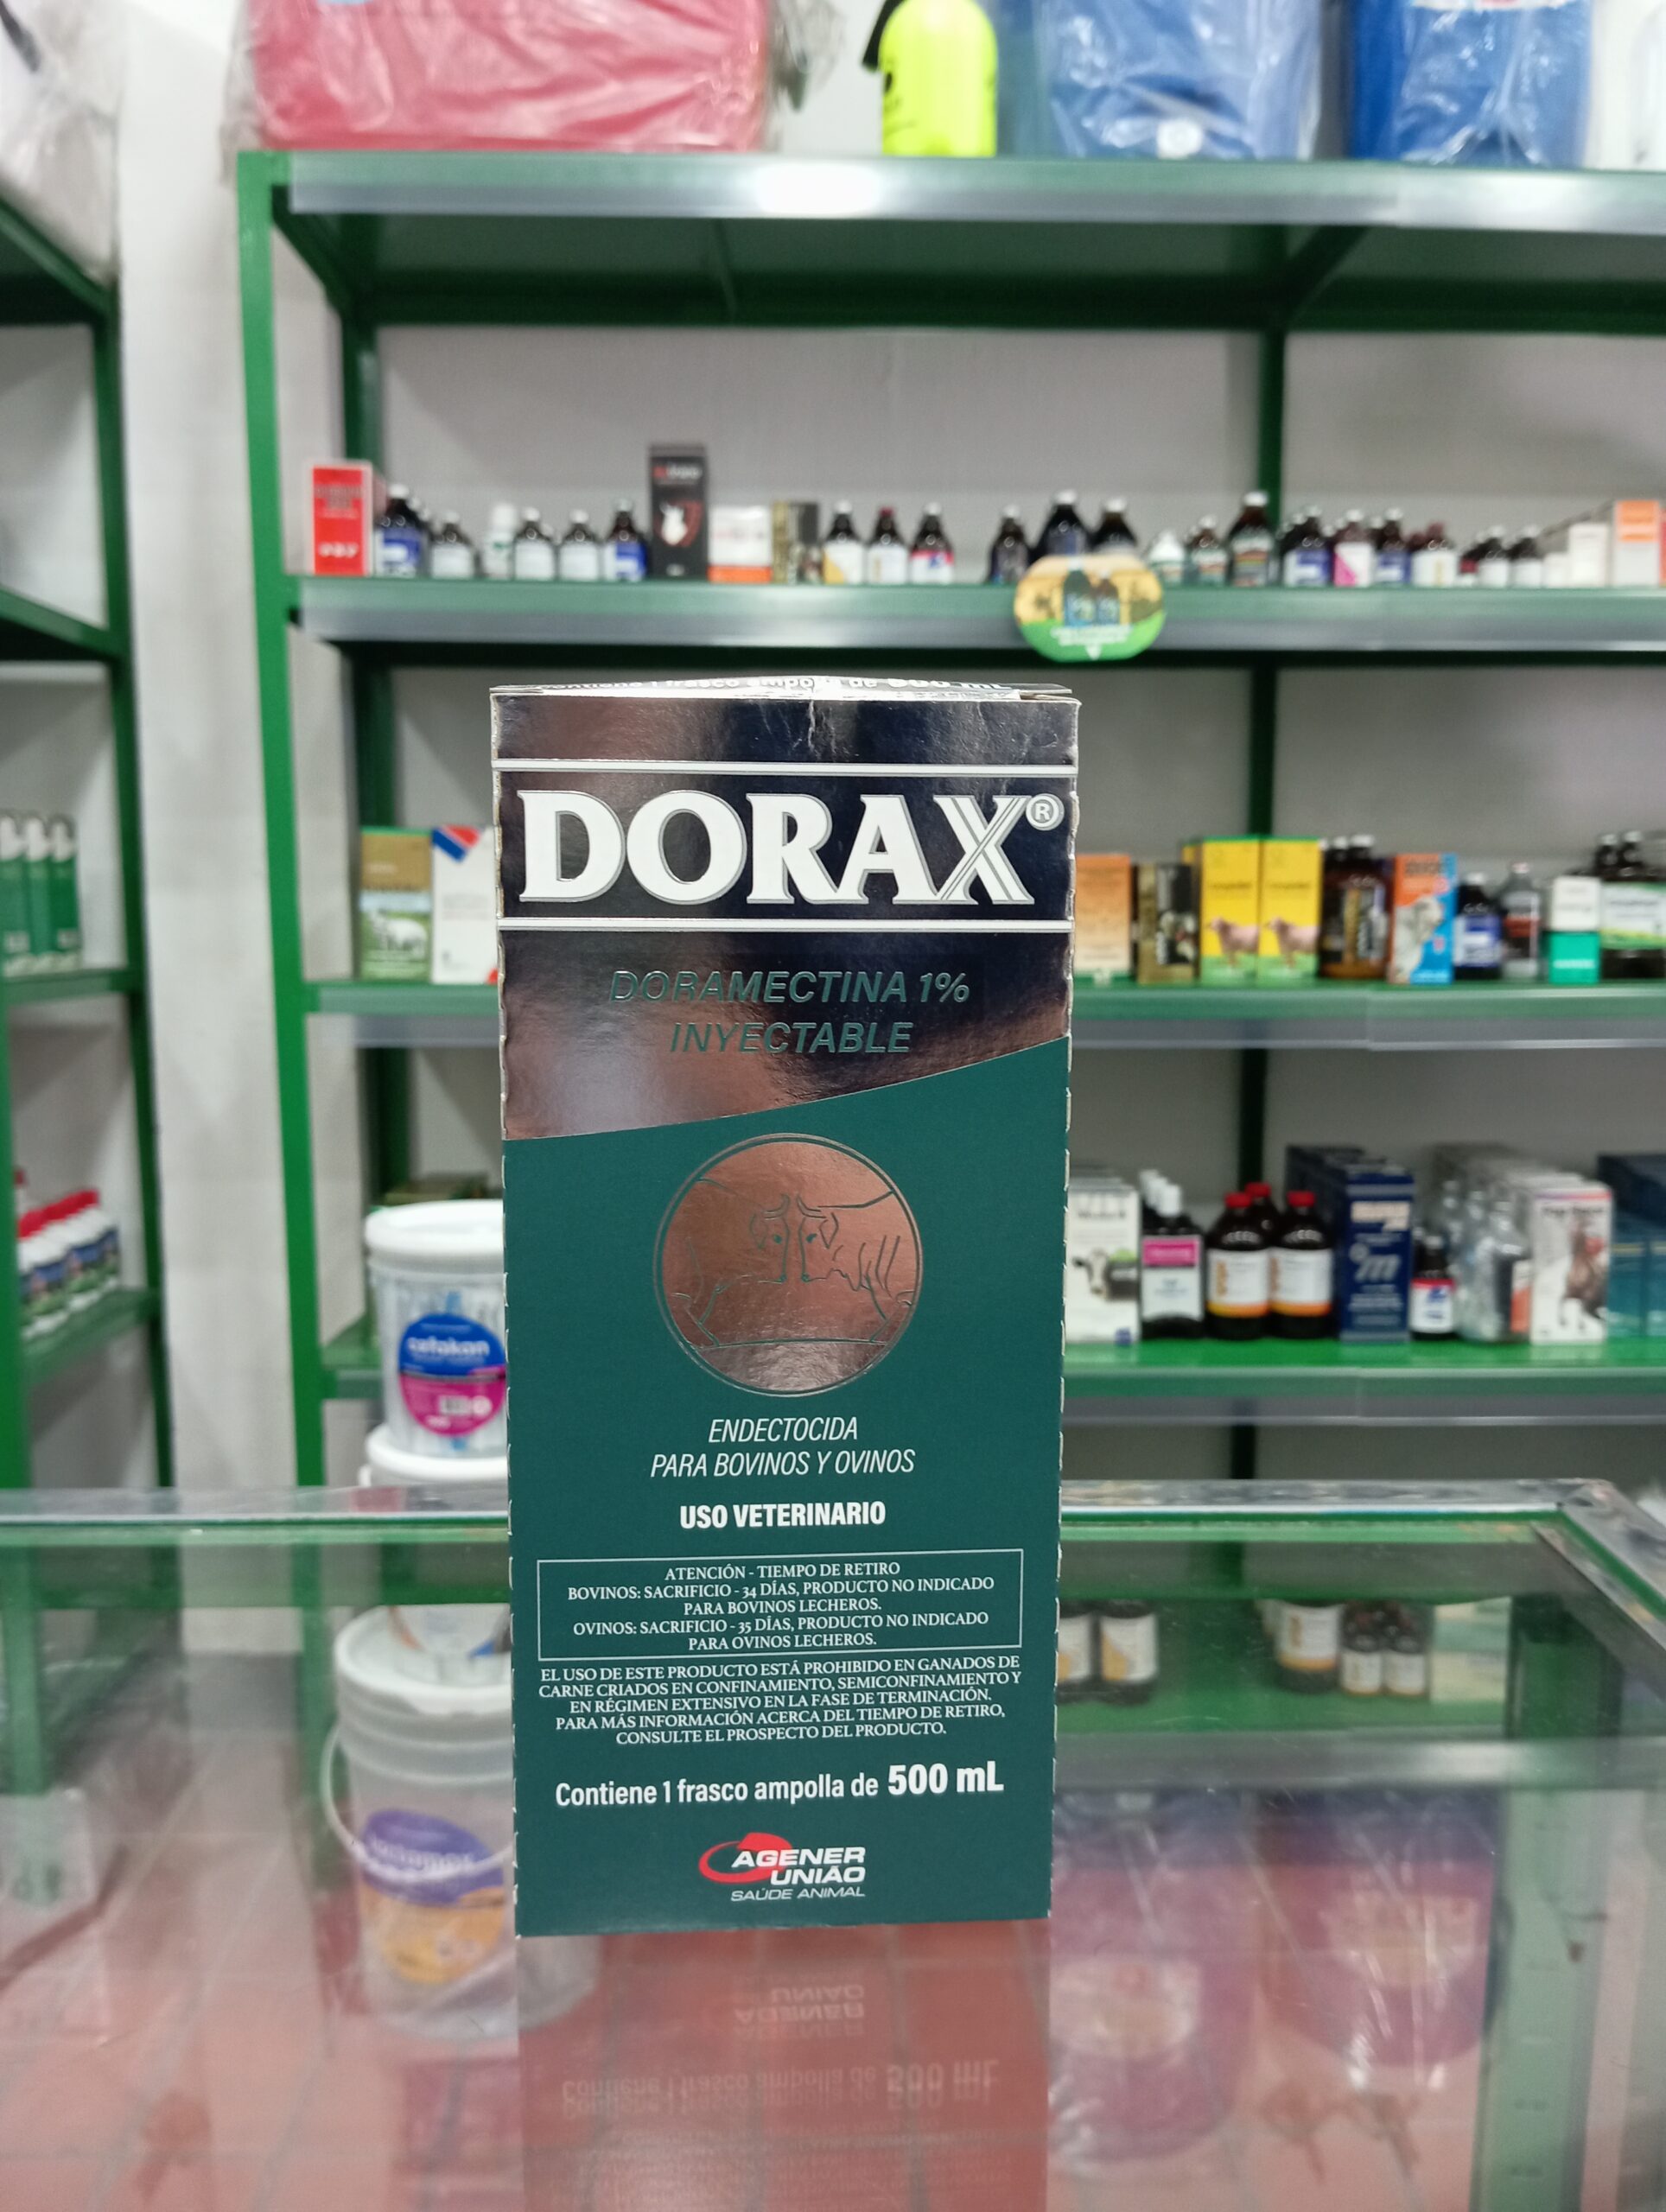 DORAX®
DORAMECTINA 1%
INYECTABLE
ENDECTOCIDA
PARA BOVINOS Y OVINOS
USO VETERINARIO
ATENCIÓN - TIEMPO DE RETIRO
BOVINOS: SACRIFICIO - 34 DÍAS, PRODUCTO NO INDICADO
PARA BOVINOS LECHEROS.
OVINOS: SACRIFICIO - 35 DÍAS, PRODUCTO NO INDICADO
PARA OVINOS LECHEROS.
EL USO DE ESTE PRODUCTO ESTÁ PROHIBIDO EN GANADOS DE
CARNE CRIADOS EN CONFINAMIENTO, SEMICONFINAMIENTO Y
EN RÉGIMEN EXTENSIVO EN LA FASE DE TERMINACIÓN.
PARA MÁS INFORMACIÓN ACERCA DEL TIEMPO DE RETIRO,
CONSULTE EL PROSPECTO DEL PRODUCTO.
Contiene 1 frasco ampolla de 500 mL
AGENER
UNIÃO
SAÚDE ANIMAL
cefakan